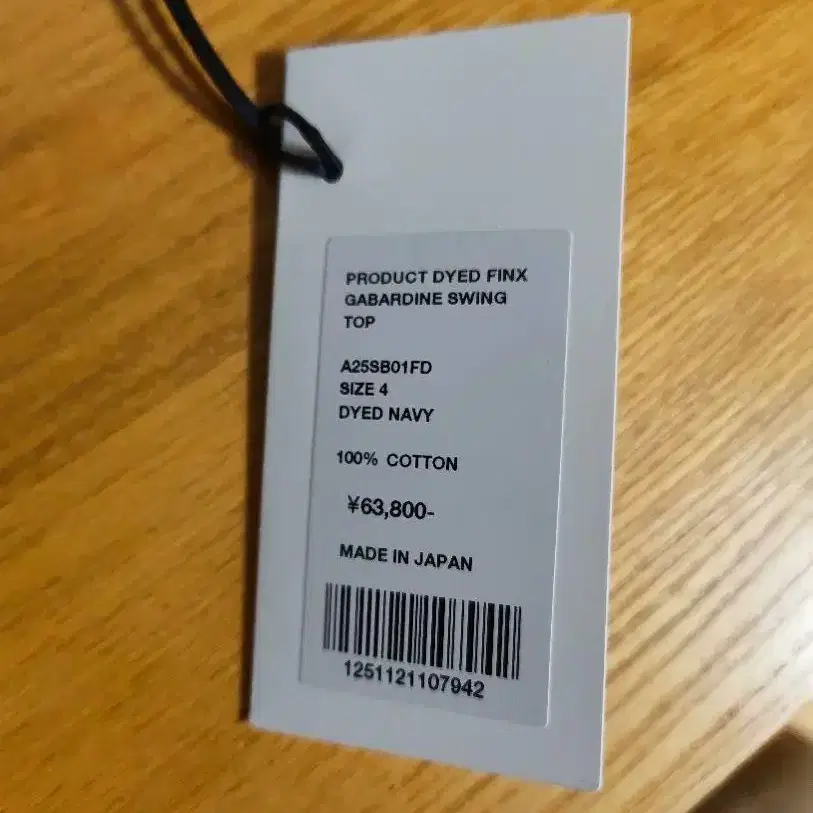 PRODUCT DYED FINX
GABARDINE SWING
TOP
A25SB01FD
SIZE 4
DYED NAVY
100% COTTON
¥63,800-
MADE IN JAPAN
1251121107942